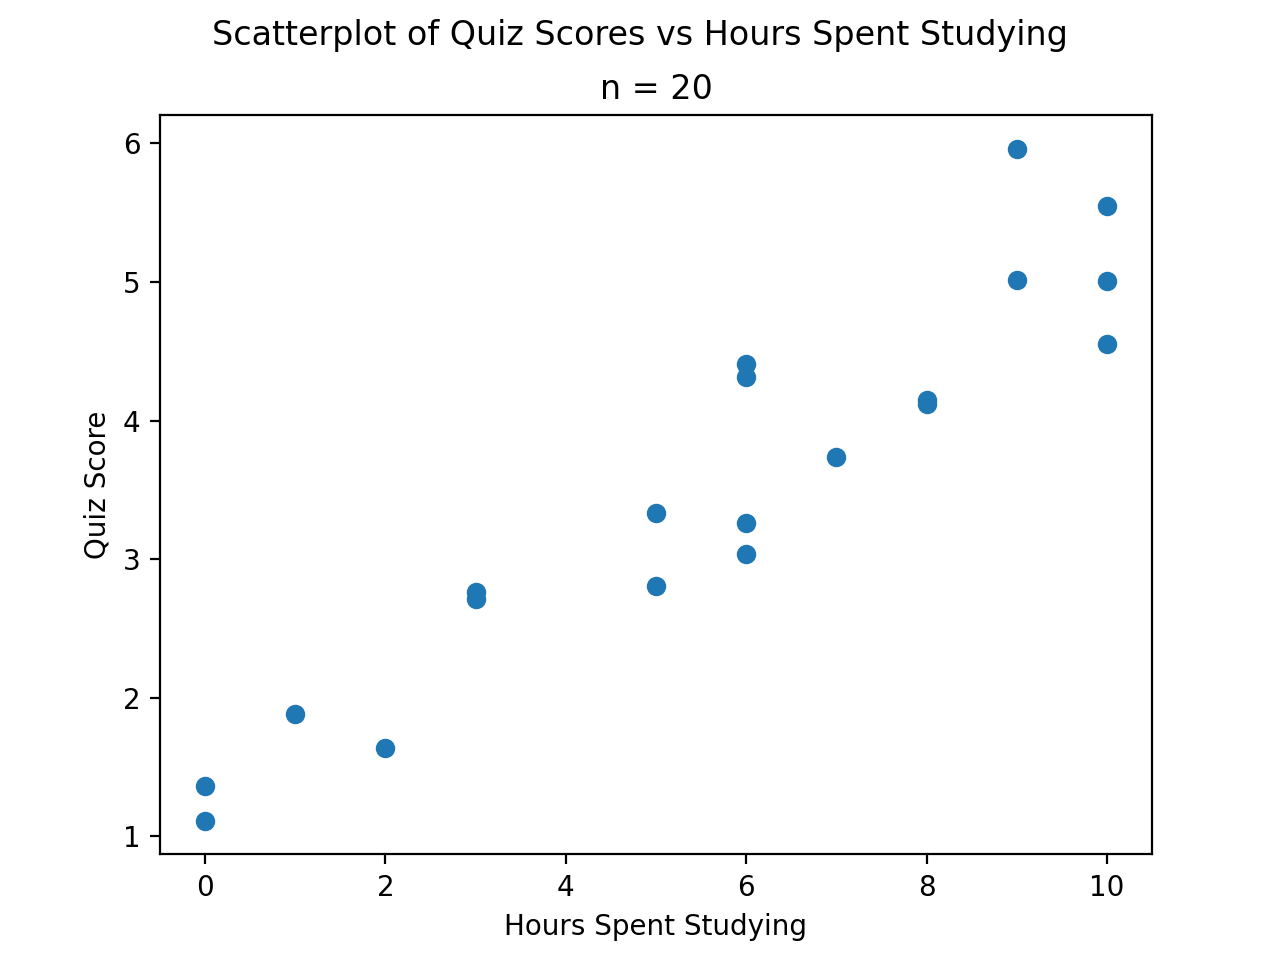 Scatterplot of Quiz Scores vs Hours Spent Studying
n = 20
6
5
4
3
2
1
Quiz Score
0 2 4 6 8 10
Hours Spent Studying